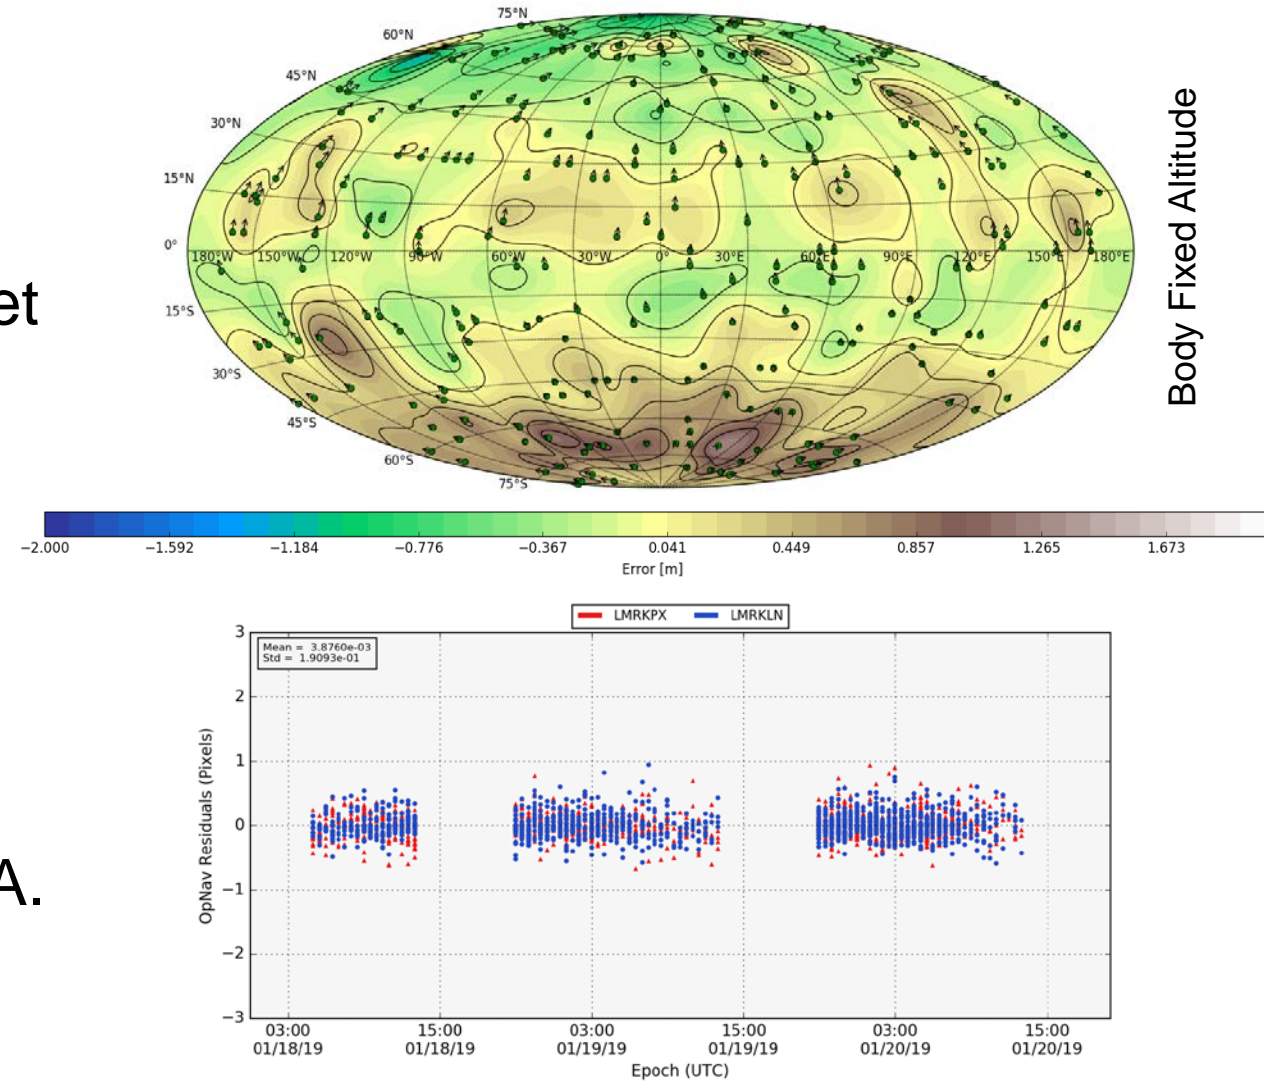 75°N
60°N
45°N
30°N
15°N
0°
180°W 150°W 120°W 90°W 60°W 30°W 0° 30°E 60°E 90°E 120°E 150°E 180°E
15°S
30°S
45°S
60°S
75°S
Body Fixed Altitude
et
−2.000 −1.592 −1.184 −0.776 −0.367 0.041 0.449 0.857 1.265 1.673
Error [m]
LMRKPX LMRKLN
Mean = 3.8760e-03
Std = 1.9093e-01
3
2
1
0
−1
−2
−3
OpNav Residuals (Pixels)
A.
03:00 15:00 03:00 15:00 03:00 15:00
01/18/19 01/18/19 01/19/19 01/19/19 01/20/19 01/20/19
Epoch (UTC)